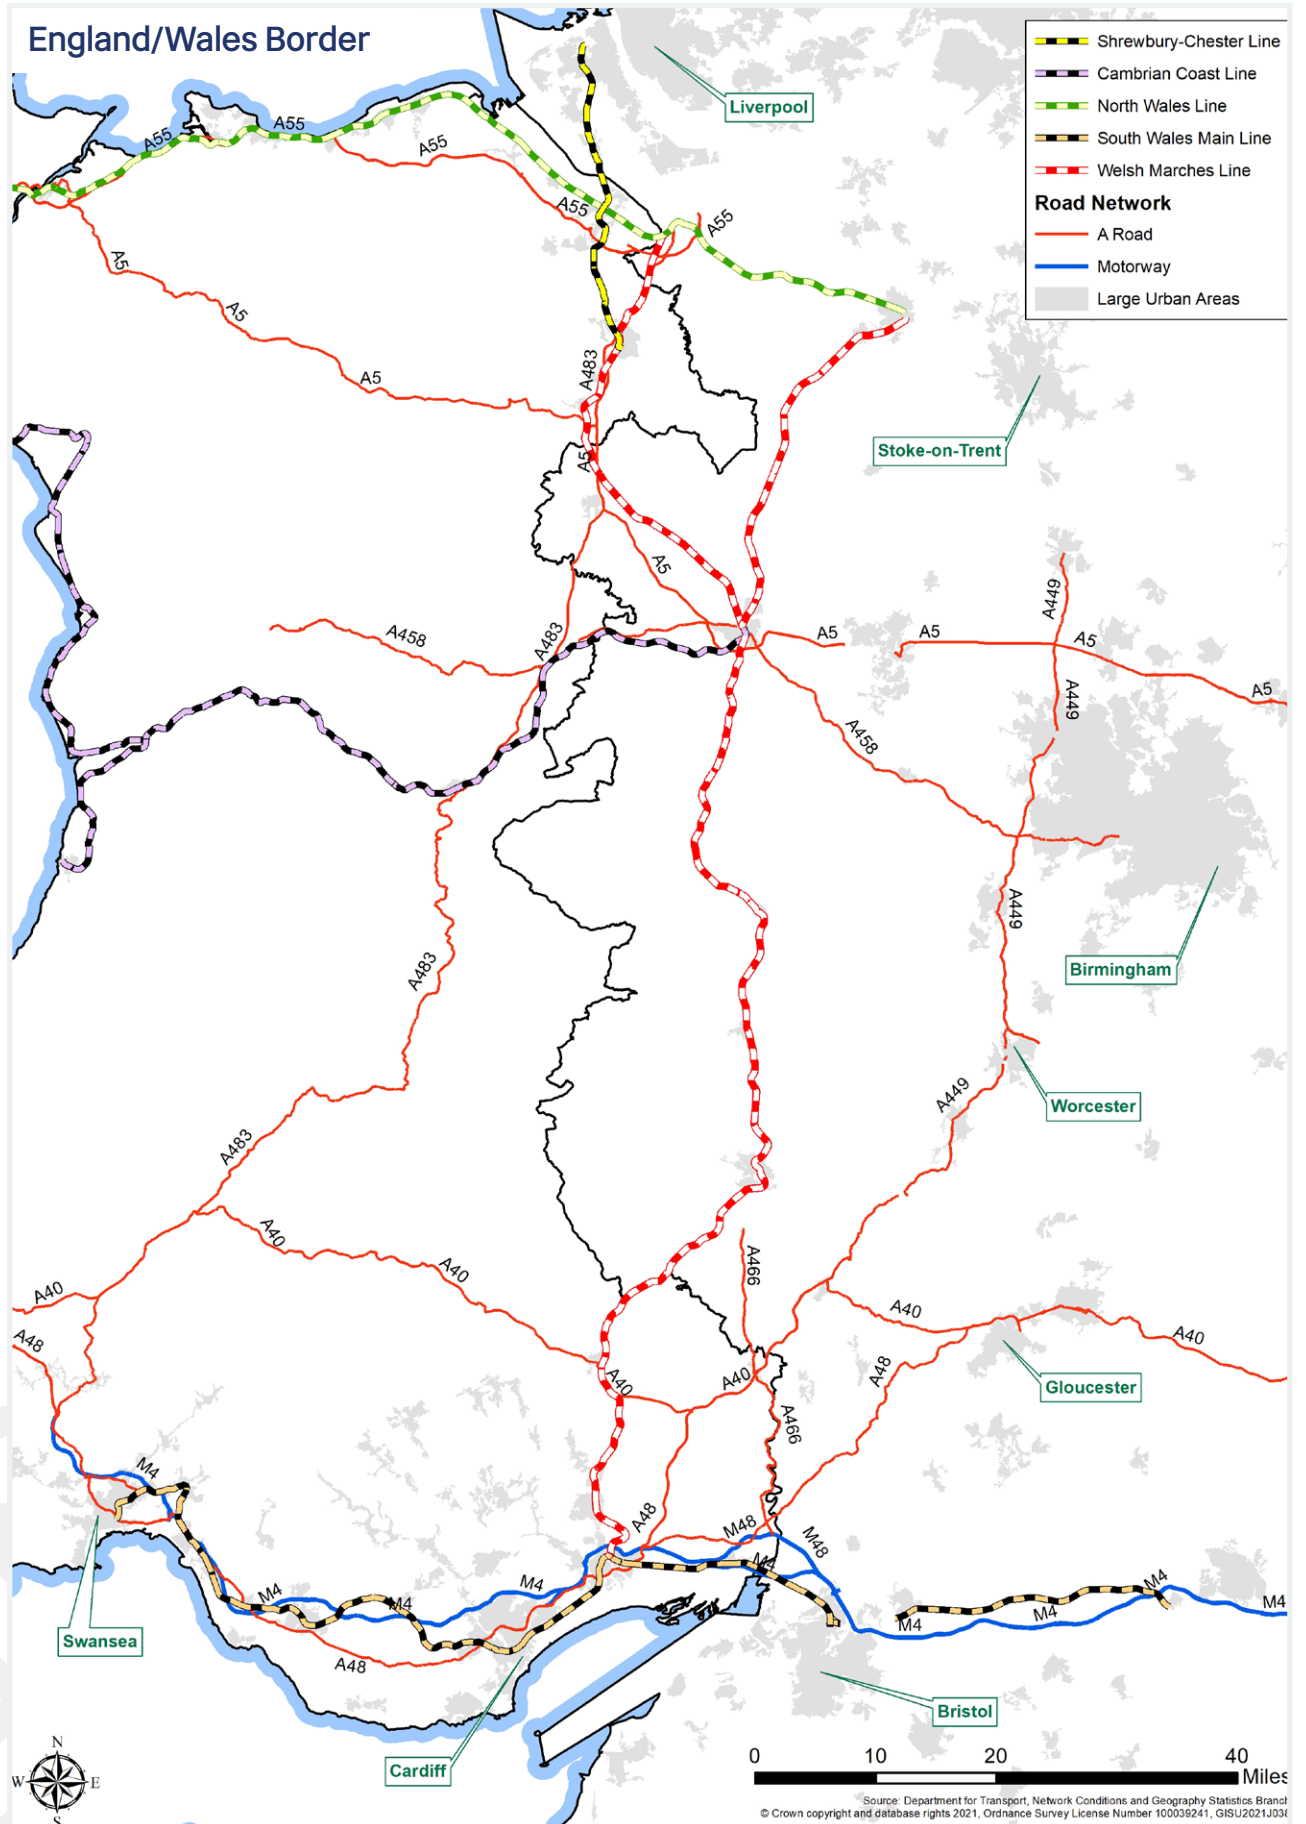 England/Wales Border
Shrewbury-Chester Line
Cambrian Coast Line
North Wales Line
South Wales Main Line
Welsh Marches Line
Road Network
A Road
Motorway
Large Urban Areas
Liverpool
A55
A55
A55
A55
A55
A5
A5
A5
A483
Stoke-on-Trent
A5
A5
A449
A458
A483
A5
A5
A5
A449
A5
A458
A449
Birmingham
A483
A449
Worcester
A483
A40
A40
A466
A40
A40
A40
A48
A40
A40
A48
Gloucester
A466
M4
A48
M48
M48
M4
M4
M4
M4
M4
M4
M4
M4
Swansea
A48
Bristol
Cardiff
N
W
E
S
0 10 20 40
Miles
Source: Department for Transport, Network Conditions and Geography Statistics Branch
© Crown copyright and database rights 2021, Ordnance Survey License Number 100039241, GISU2021J038